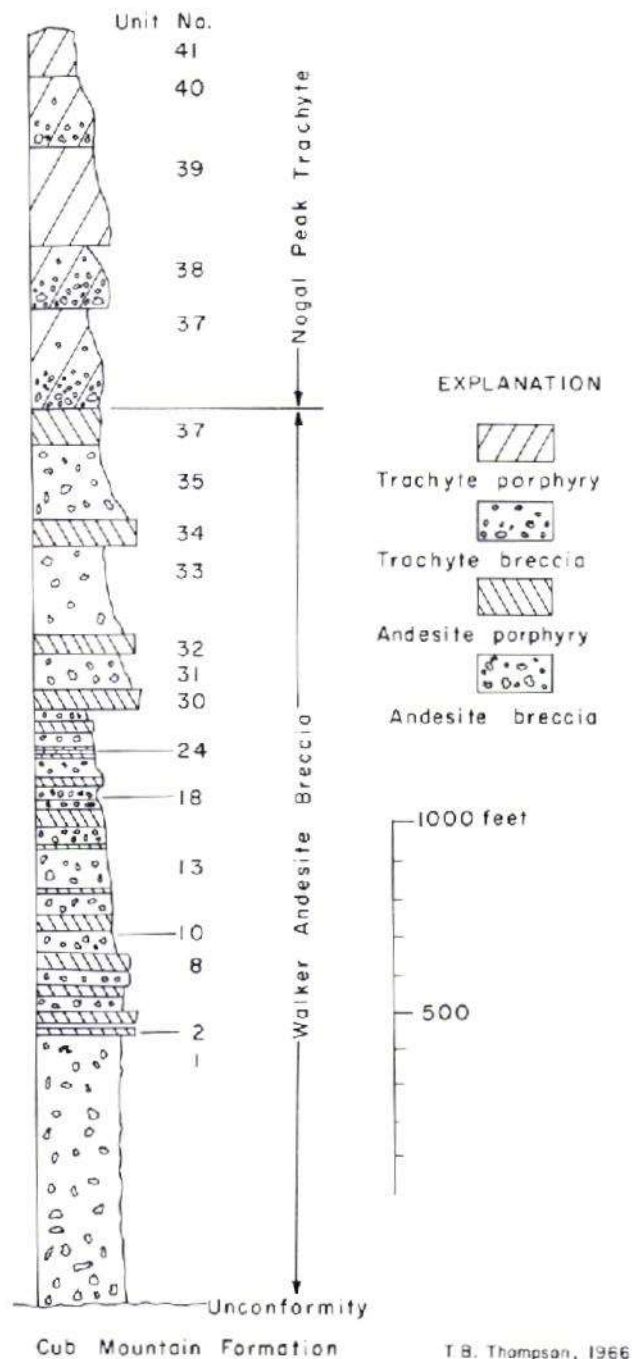 Unit No.
41
40
39
38
37
Nogal Peak Trachyte
37
35
34
33
32
31
30
24
18
13
10
8
2
1
Walker Andesite Breccia
EXPLANATION
Trachyte porphyry
Trachyte breccia
Andesite porphyry
Andesite breccia
1000 feet
500
Unconformity
Cub Mountain Formation
T.B. Thompson, 1966